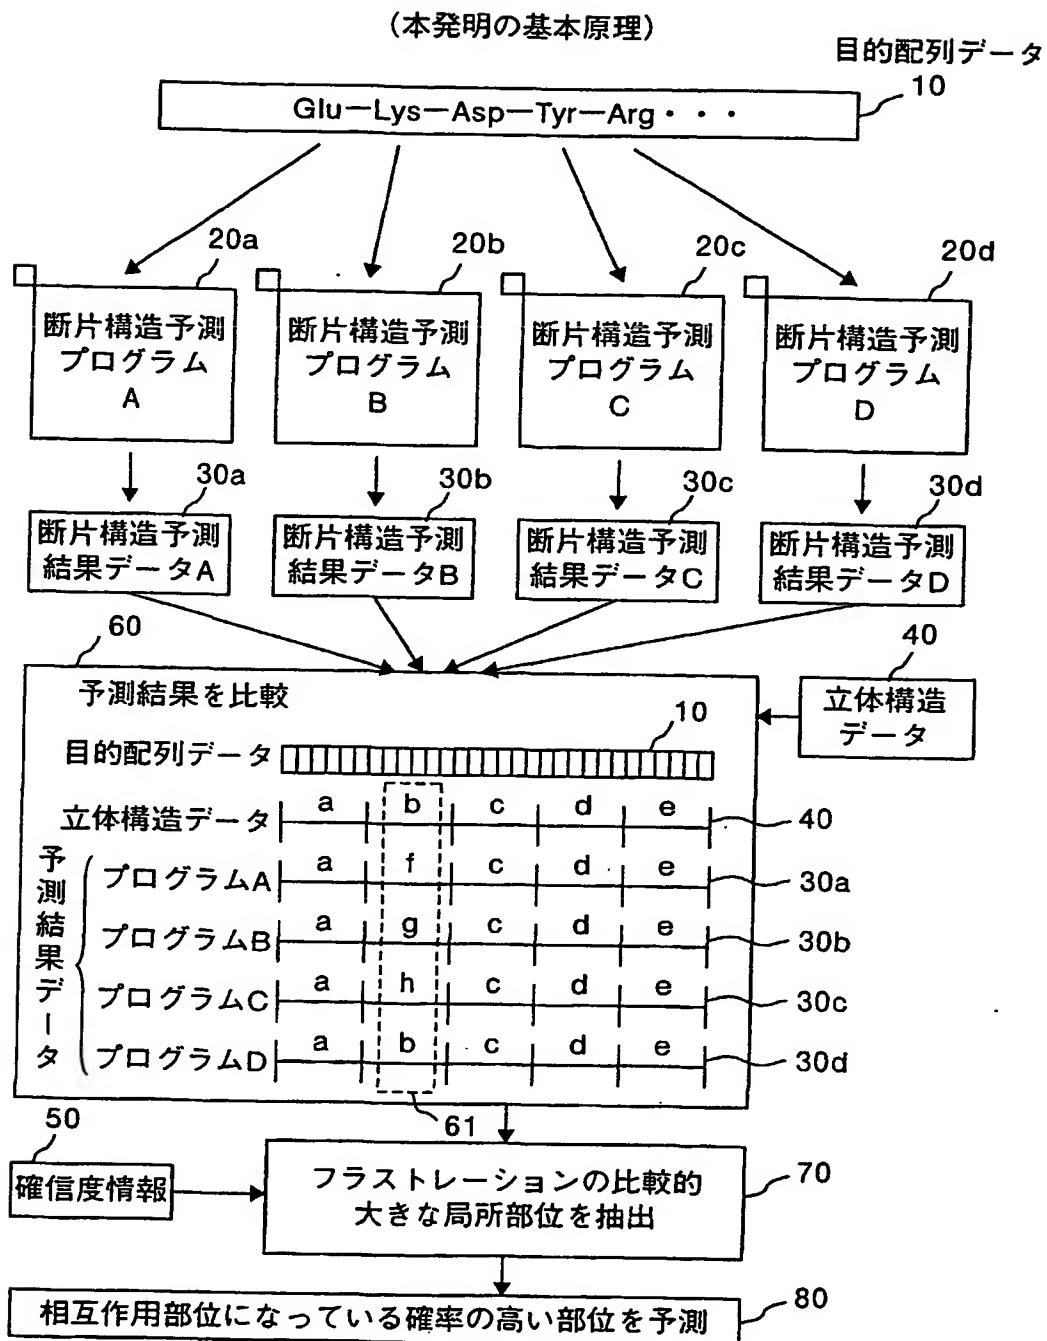 (本発明の基本原理)
目的配列データ
10
Glu—Lys—Asp—Tyr—Arg・・・
20a
20b
20c
20d
断片構造予測
プログラム
A
断片構造予測
プログラム
B
断片構造予測
プログラム
C
断片構造予測
プログラム
D
30a
30b
30c
30d
断片構造予測
結果データA
断片構造予測
結果データB
断片構造予測
結果データC
断片構造予測
結果データD
60
40
予測結果を比較
立体構造
データ
10
目的配列データ
立体構造データ a b c d e 40
予測結果データ
プログラムA a f c d e 30a
プログラムB a g c d e 30b
プログラムC a h c d e 30c
プログラムD a b c d e 30d
61
50
確信度情報
フラストレーションの比較的
大きな局所部位を抽出
70
相互作用部位になっている確率の高い部位を予測
80